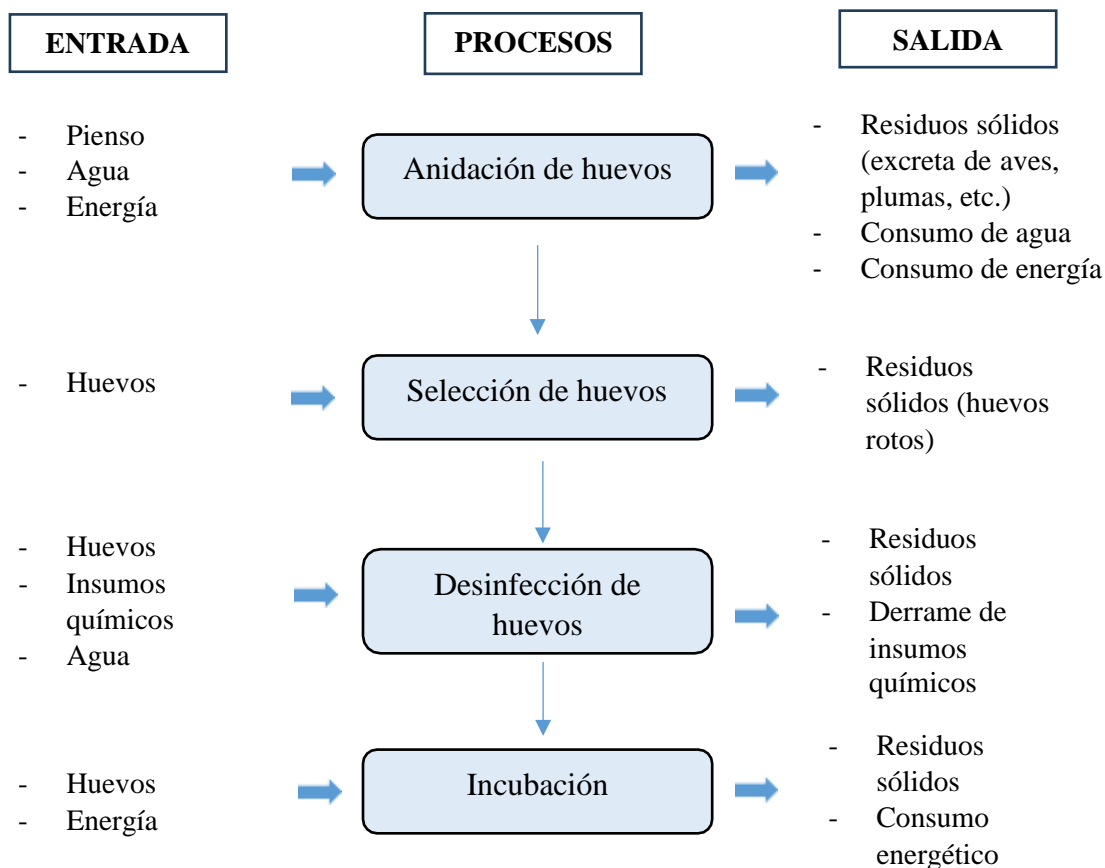 ENTRADA
PROCESOS
SALIDA
- Pienso
- Agua
- Energía
Anidación de huevos
- Residuos sólidos
(excreta de aves,
plumas, etc.)
- Consumo de agua
- Consumo de energía
- Huevos
Selección de huevos
- Residuos
sólidos (huevos
rotos)
- Huevos
- Insumos
químicos
- Agua
Desinfección de
huevos
- Residuos
sólidos
- Derrame de
insumos
químicos
- Huevos
- Energía
Incubación
- Residuos
sólidos
- Consumo
energético